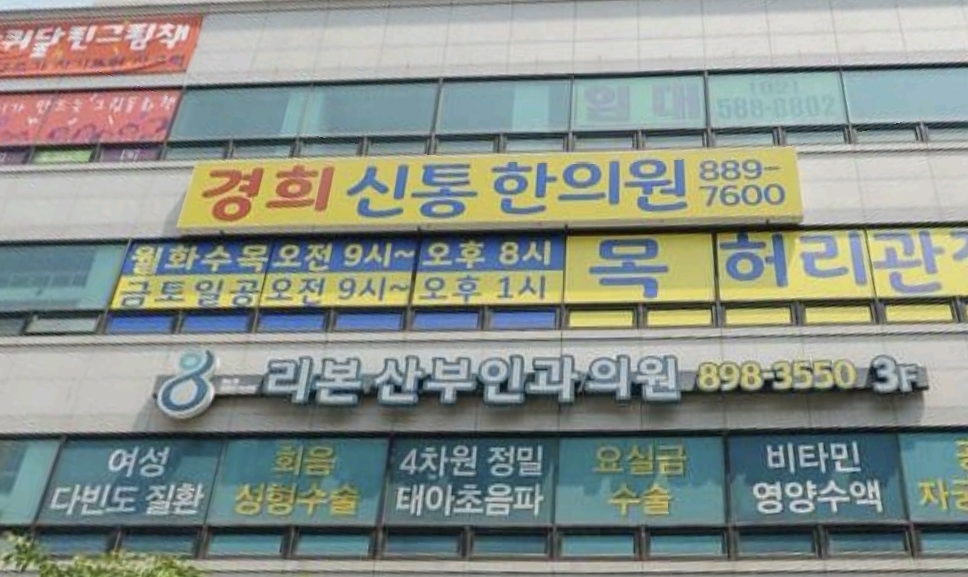 임대
588-8802
경희 신통 한의원 889-
7600
월화수목 오전 9시~ 오후 8시
금토일공 오전 9시~ 오후 1시
목 허리관
리본산부인과의원 898-3550 3F
여성
다빈도 질환
회음
성형수술
4차원 정밀
태아초음파
요실금
수술
비타민
영양수액